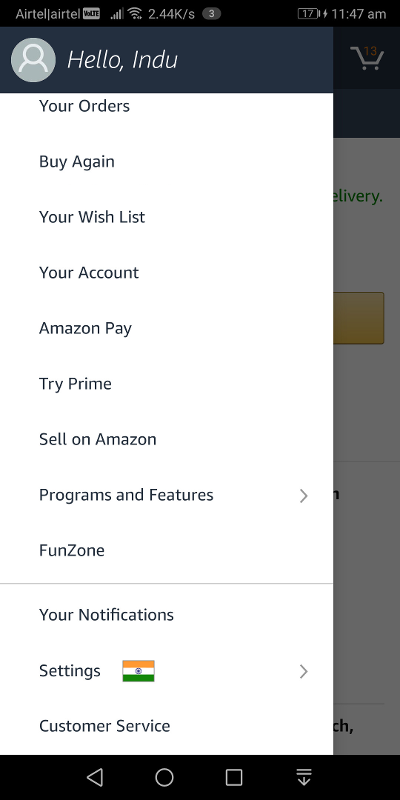 Airtel|airtel VoLTE 2.44K/s 3 17 11:47 am
Hello, Indu
13
Your Orders
Buy Again
Your Wish List
elivery.
Your Account
Amazon Pay
Try Prime
Sell on Amazon
Programs and Features
n
FunZone
Your Notifications
Settings
Customer Service
ch,